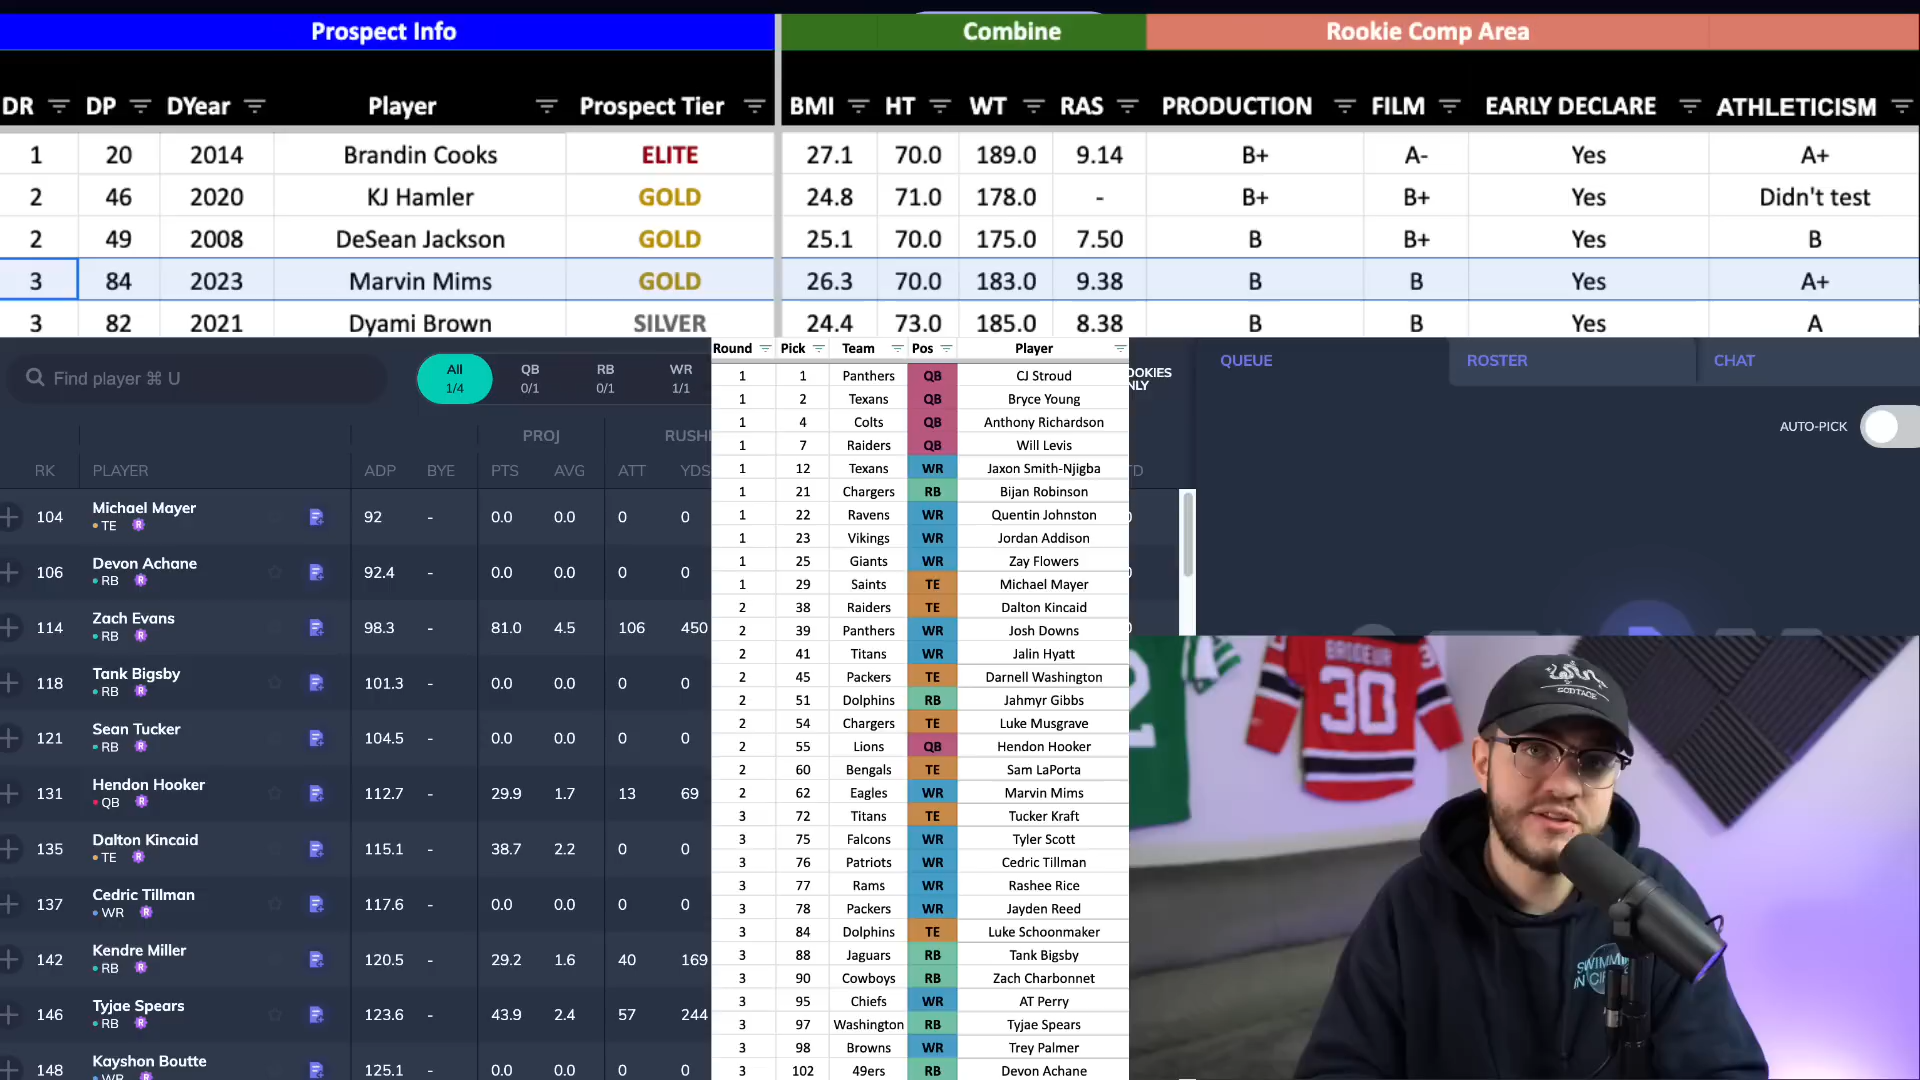 Prospect Info Combine Rookie Comp Area
DR DP DYear Player Prospect Tier BMI HT WT RAS PRODUCTION FILM EARLY DECLARE ATHLETICISM
1 20 2014 Brandin Cooks ELITE 27.1 70.0 189.0 9.14 B+ A- Yes A+
2 46 2020 KJ Hamler GOLD 24.8 71.0 178.0 - B+ B+ Yes Didn't test
2 49 2008 DeSean Jackson GOLD 25.1 70.0 175.0 7.50 B B+ Yes B
3 84 2023 Marvin Mims GOLD 26.3 70.0 183.0 9.38 B B Yes A+
3 82 2021 Dyami Brown SILVER 24.4 73.0 185.0 8.38 B B Yes A
Find player ⌘ U
All QB RB WR
1/4 0/1 0/1 1/1
PROJ RUSHI
RK PLAYER ADP BYE PTS AVG ATT YDS
104 Michael Mayer 92 - 0.0 0.0 0 0
TE R
106 Devon Achane 92.4 - 0.0 0.0 0 0
RB R
114 Zach Evans 98.3 - 81.0 4.5 106 450
RB R
118 Tank Bigsby 101.3 - 0.0 0.0 0 0
RB R
121 Sean Tucker 104.5 - 0.0 0.0 0 0
RB R
131 Hendon Hooker 112.7 - 29.9 1.7 13 69
QB R
135 Dalton Kincaid 115.1 - 38.7 2.2 0 0
TE R
137 Cedric Tillman 117.6 - 0.0 0.0 0 0
WR R
142 Kendre Miller 120.5 - 29.2 1.6 40 169
RB R
146 Tyjae Spears 123.6 - 43.9 2.4 57 244
RB R
148 Kayshon Boutte 125.1 - 0.0 0.0 0 0
WR R
Round Pick Team Pos Player
1 1 Panthers QB CJ Stroud
1 2 Texans QB Bryce Young
1 4 Colts QB Anthony Richardson
1 7 Raiders QB Will Levis
1 12 Texans WR Jaxon Smith-Njigba
1 21 Chargers RB Bijan Robinson
1 22 Ravens WR Quentin Johnston
1 23 Vikings WR Jordan Addison
1 25 Giants WR Zay Flowers
1 29 Saints TE Michael Mayer
2 38 Raiders TE Dalton Kincaid
2 39 Panthers WR Josh Downs
2 41 Titans WR Jalin Hyatt
2 45 Packers TE Darnell Washington
2 51 Dolphins RB Jahmyr Gibbs
2 54 Chargers TE Luke Musgrave
2 55 Lions QB Hendon Hooker
2 60 Bengals TE Sam LaPorta
2 62 Eagles WR Marvin Mims
3 72 Titans TE Tucker Kraft
3 75 Falcons WR Tyler Scott
3 76 Patriots WR Cedric Tillman
3 77 Rams WR Rashee Rice
3 78 Packers WR Jayden Reed
3 84 Dolphins TE Luke Schoonmaker
3 88 Jaguars RB Tank Bigsby
3 90 Cowboys RB Zach Charbonnet
3 95 Chiefs WR AT Perry
3 97 Washington RB Tyjae Spears
3 98 Browns WR Trey Palmer
3 102 49ers RB Devon Achane
OOKIES
NLY
TD
QUEUE ROSTER CHAT
AUTO-PICK
BRODEUR
30
3
SWIMMIN
IN CIR